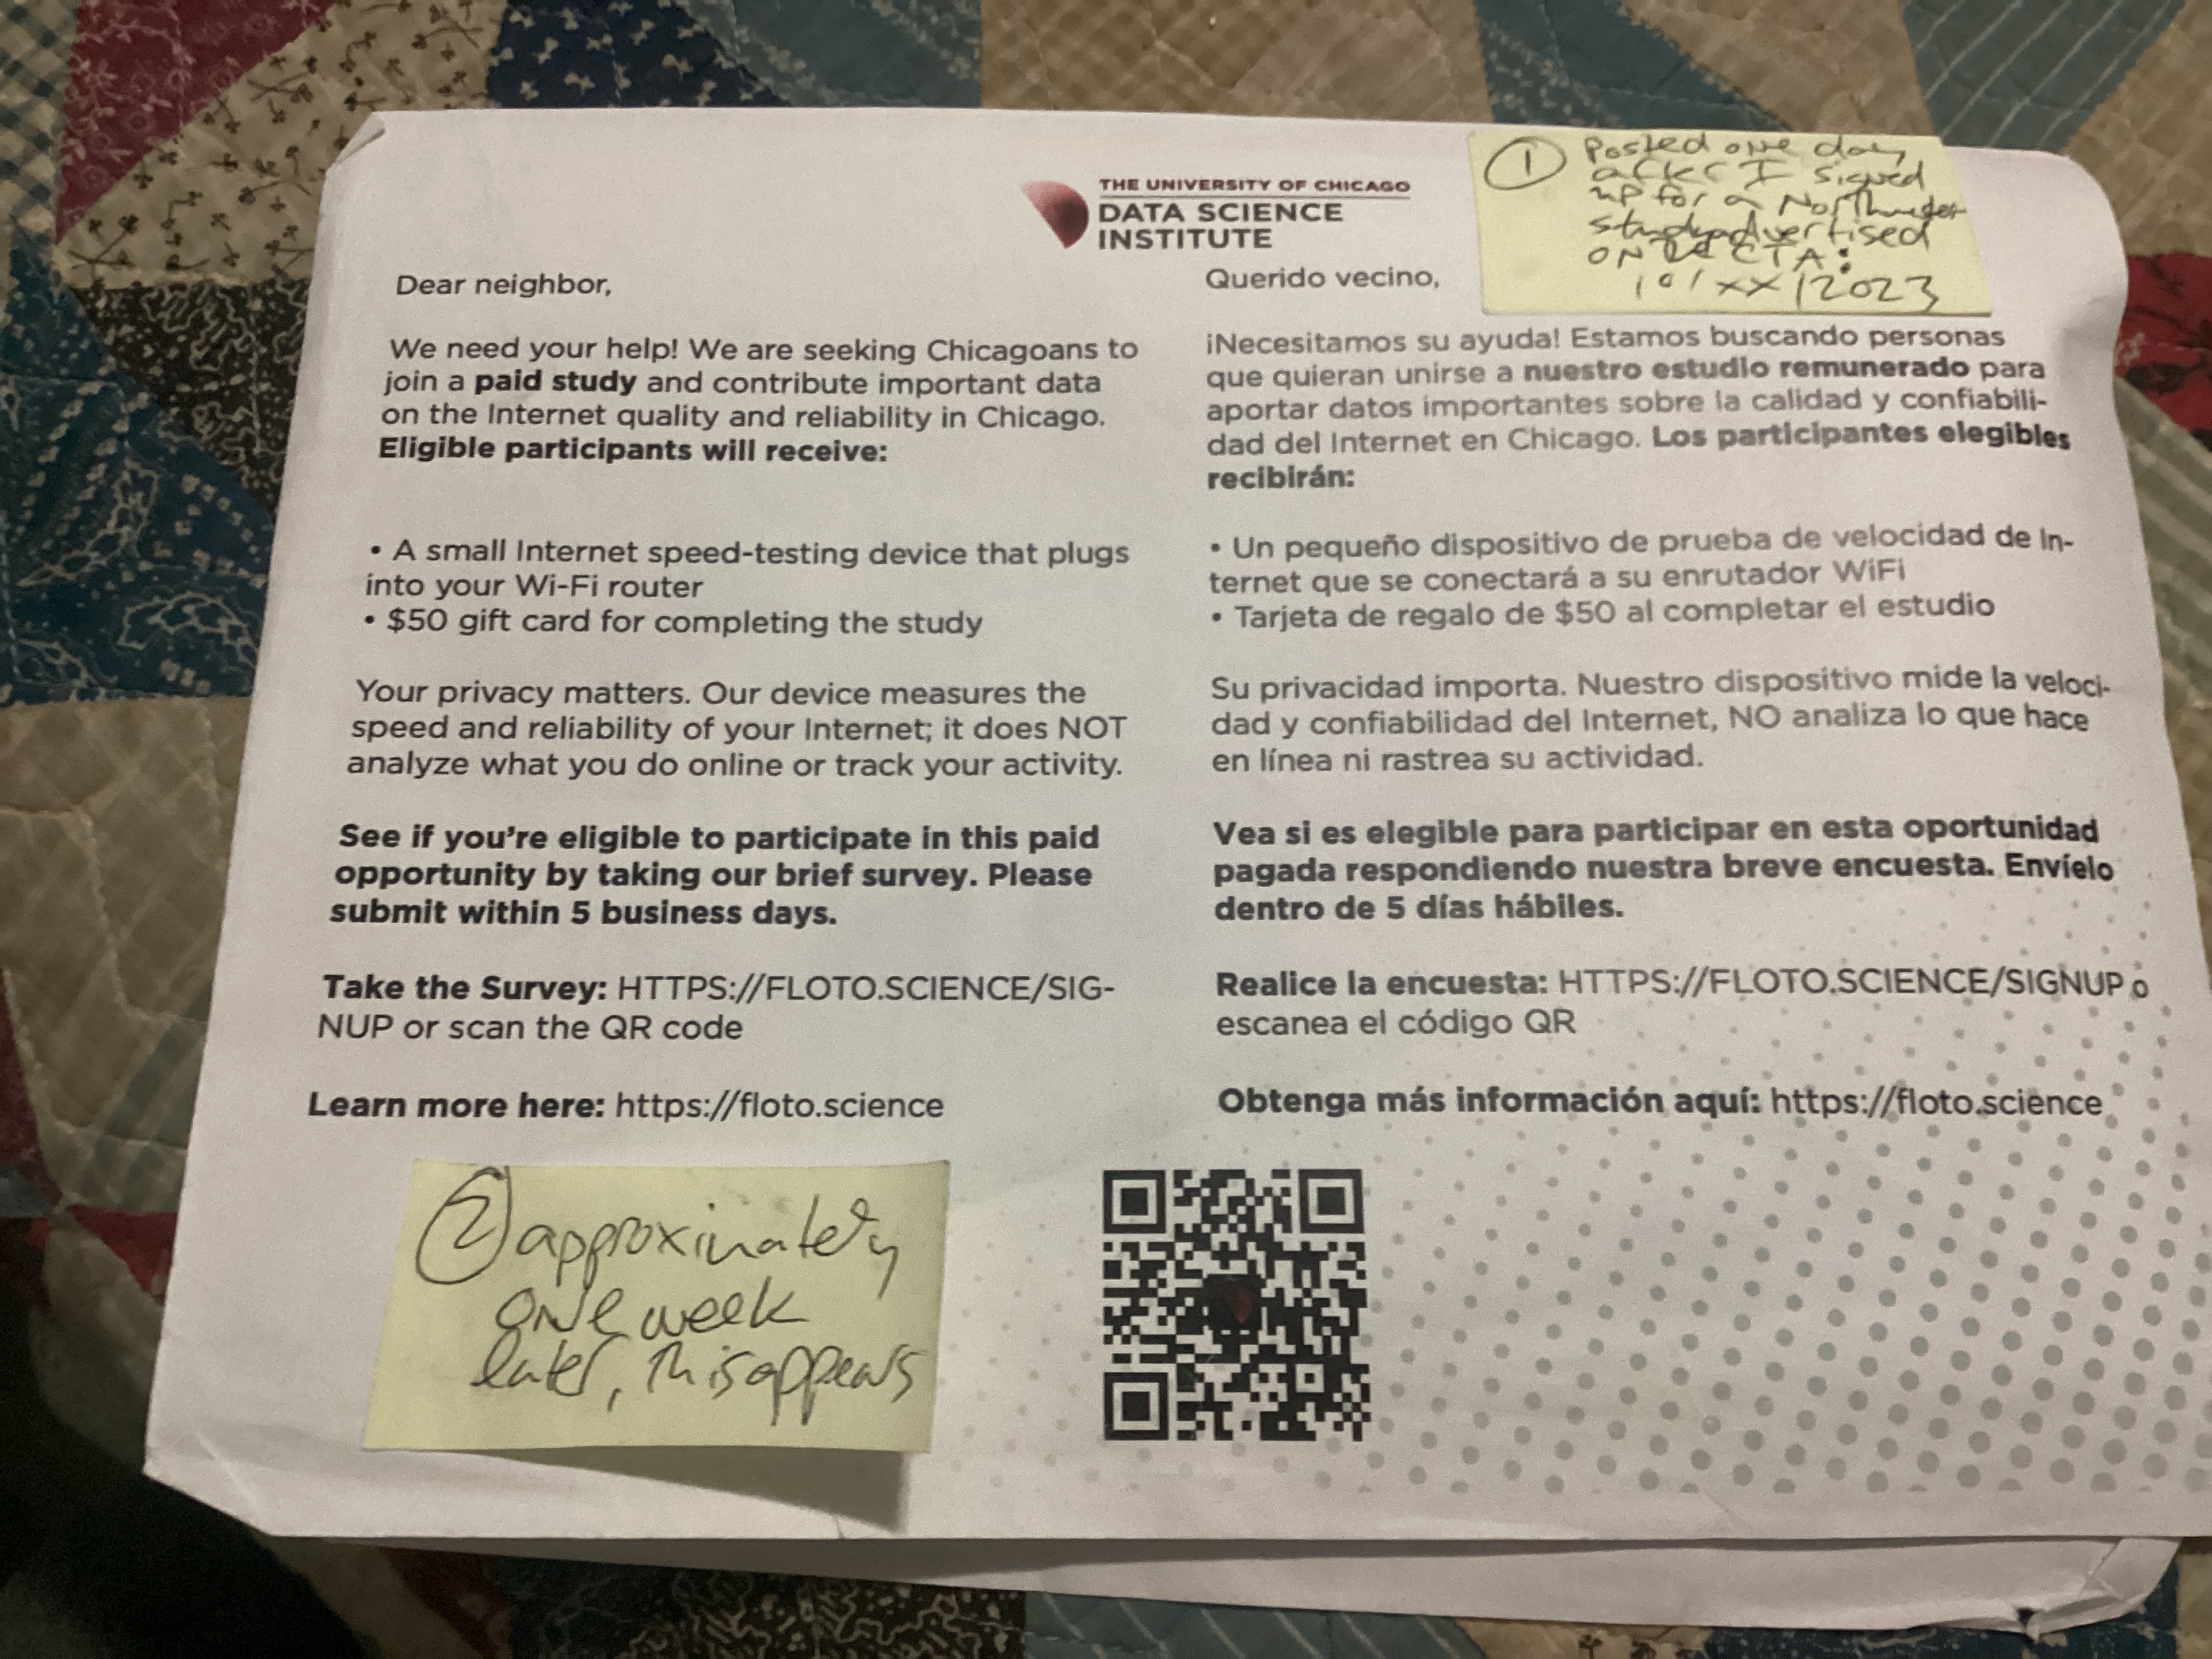 THE UNIVERSITY OF CHICAGO
DATA SCIENCE
INSTITUTE
① Posted one day
after I signed
up for a Northwester
study advertised
ON CTA:
10/xx/2023
Dear neighbor,
We need your help! We are seeking Chicagoans to
join a paid study and contribute important data
on the Internet quality and reliability in Chicago.
Eligible participants will receive:
• A small Internet speed-testing device that plugs
into your Wi-Fi router
• $50 gift card for completing the study
Your privacy matters. Our device measures the
speed and reliability of your Internet; it does NOT
analyze what you do online or track your activity.
See if you're eligible to participate in this paid
opportunity by taking our brief survey. Please
submit within 5 business days.
Take the Survey: HTTPS://FLOTO.SCIENCE/SIG-
NUP or scan the QR code
Learn more here: https://floto.science
Querido vecino,
¡Necesitamos su ayuda! Estamos buscando personas
que quieran unirse a nuestro estudio remunerado para
aportar datos importantes sobre la calidad y confiabili-
dad del Internet en Chicago. Los participantes elegibles
recibirán:
• Un pequeño dispositivo de prueba de velocidad de In-
ternet que se conectará a su enrutador WiFi
• Tarjeta de regalo de $50 al completar el estudio
Su privacidad importa. Nuestro dispositivo mide la veloci-
dad y confiabilidad del Internet, NO analiza lo que hace
en línea ni rastrea su actividad.
Vea si es elegible para participar en esta oportunidad
pagada respondiendo nuestra breve encuesta. Envíelo
dentro de 5 días hábiles.
Realice la encuesta: HTTPS://FLOTO.SCIENCE/SIGNUP o
escanea el código QR
Obtenga más información aquí: https://floto.science
② approximately
one week
later, this appears